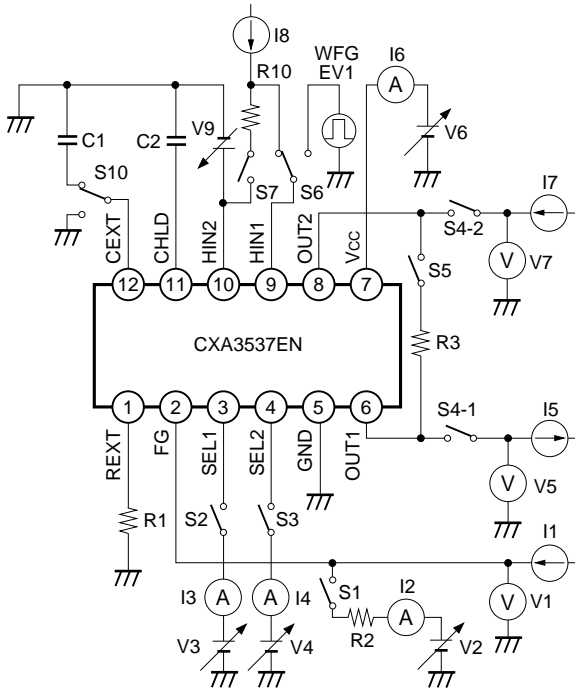 I8
WFG
EV1
I6
A
R10
V9
V6
C1
C2
S10
S7
S6
I7
CEXT
CHLD
HIN2
HIN1
OUT2
VCC
S4-2
V
V7
S5
12
11
10
9
8
7
CXA3537EN
R3
1
2
3
4
5
6
S4-1
REXT
FG
SEL1
SEL2
GND
OUT1
I5
V
V5
R1
S2
S3
I1
I3
A
A
I4
S1
I2
A
V
V1
R2
V3
V4
V2